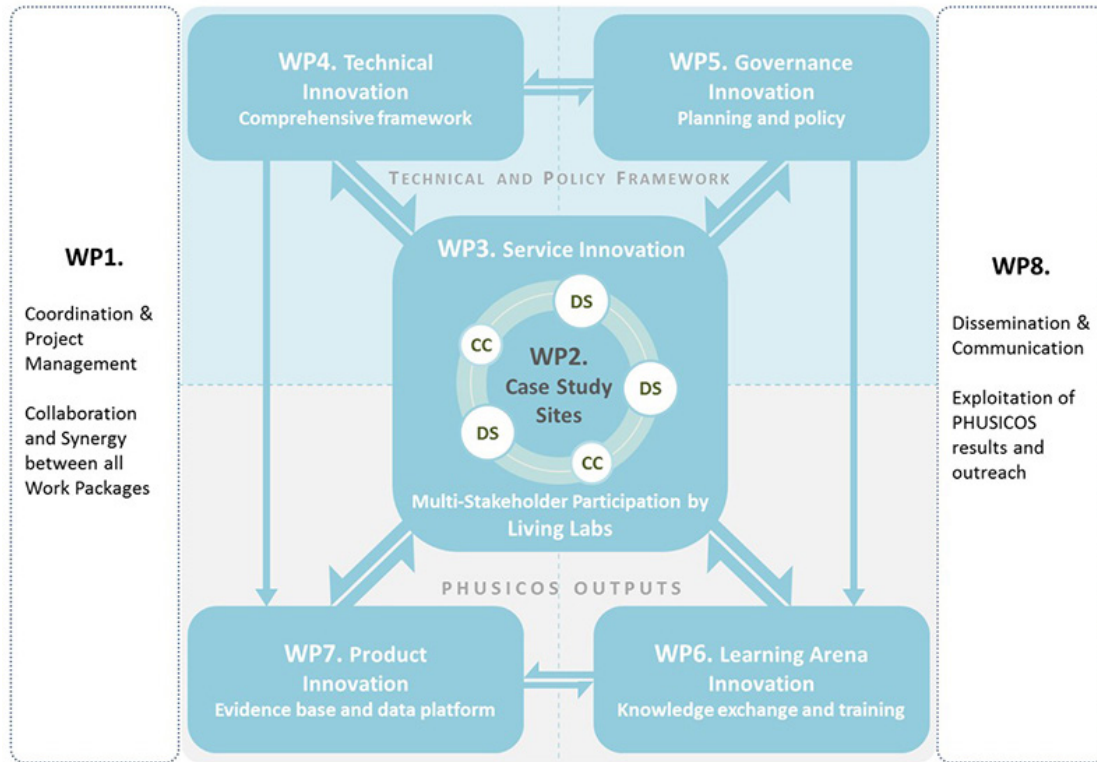 WP1.
Coordination &
Project
Management
Collaboration
and Synergy
between all
Work Packages
WP4. Technical
Innovation
Comprehensive framework
WP5. Governance
Innovation
Planning and policy
TECHNICAL AND POLICY FRAMEWORK
WP3. Service Innovation
DS
CC
WP2.
Case Study
Sites
DS
DS
CC
Multi-Stakeholder Participation by
Living Labs
PHUSICOS OUTPUTS
WP7. Product
Innovation
Evidence base and data platform
WP6. Learning Arena
Innovation
Knowledge exchange and training
WP8.
Dissemination &
Communication
Exploitation of
PHUSICOS
results and
outreach